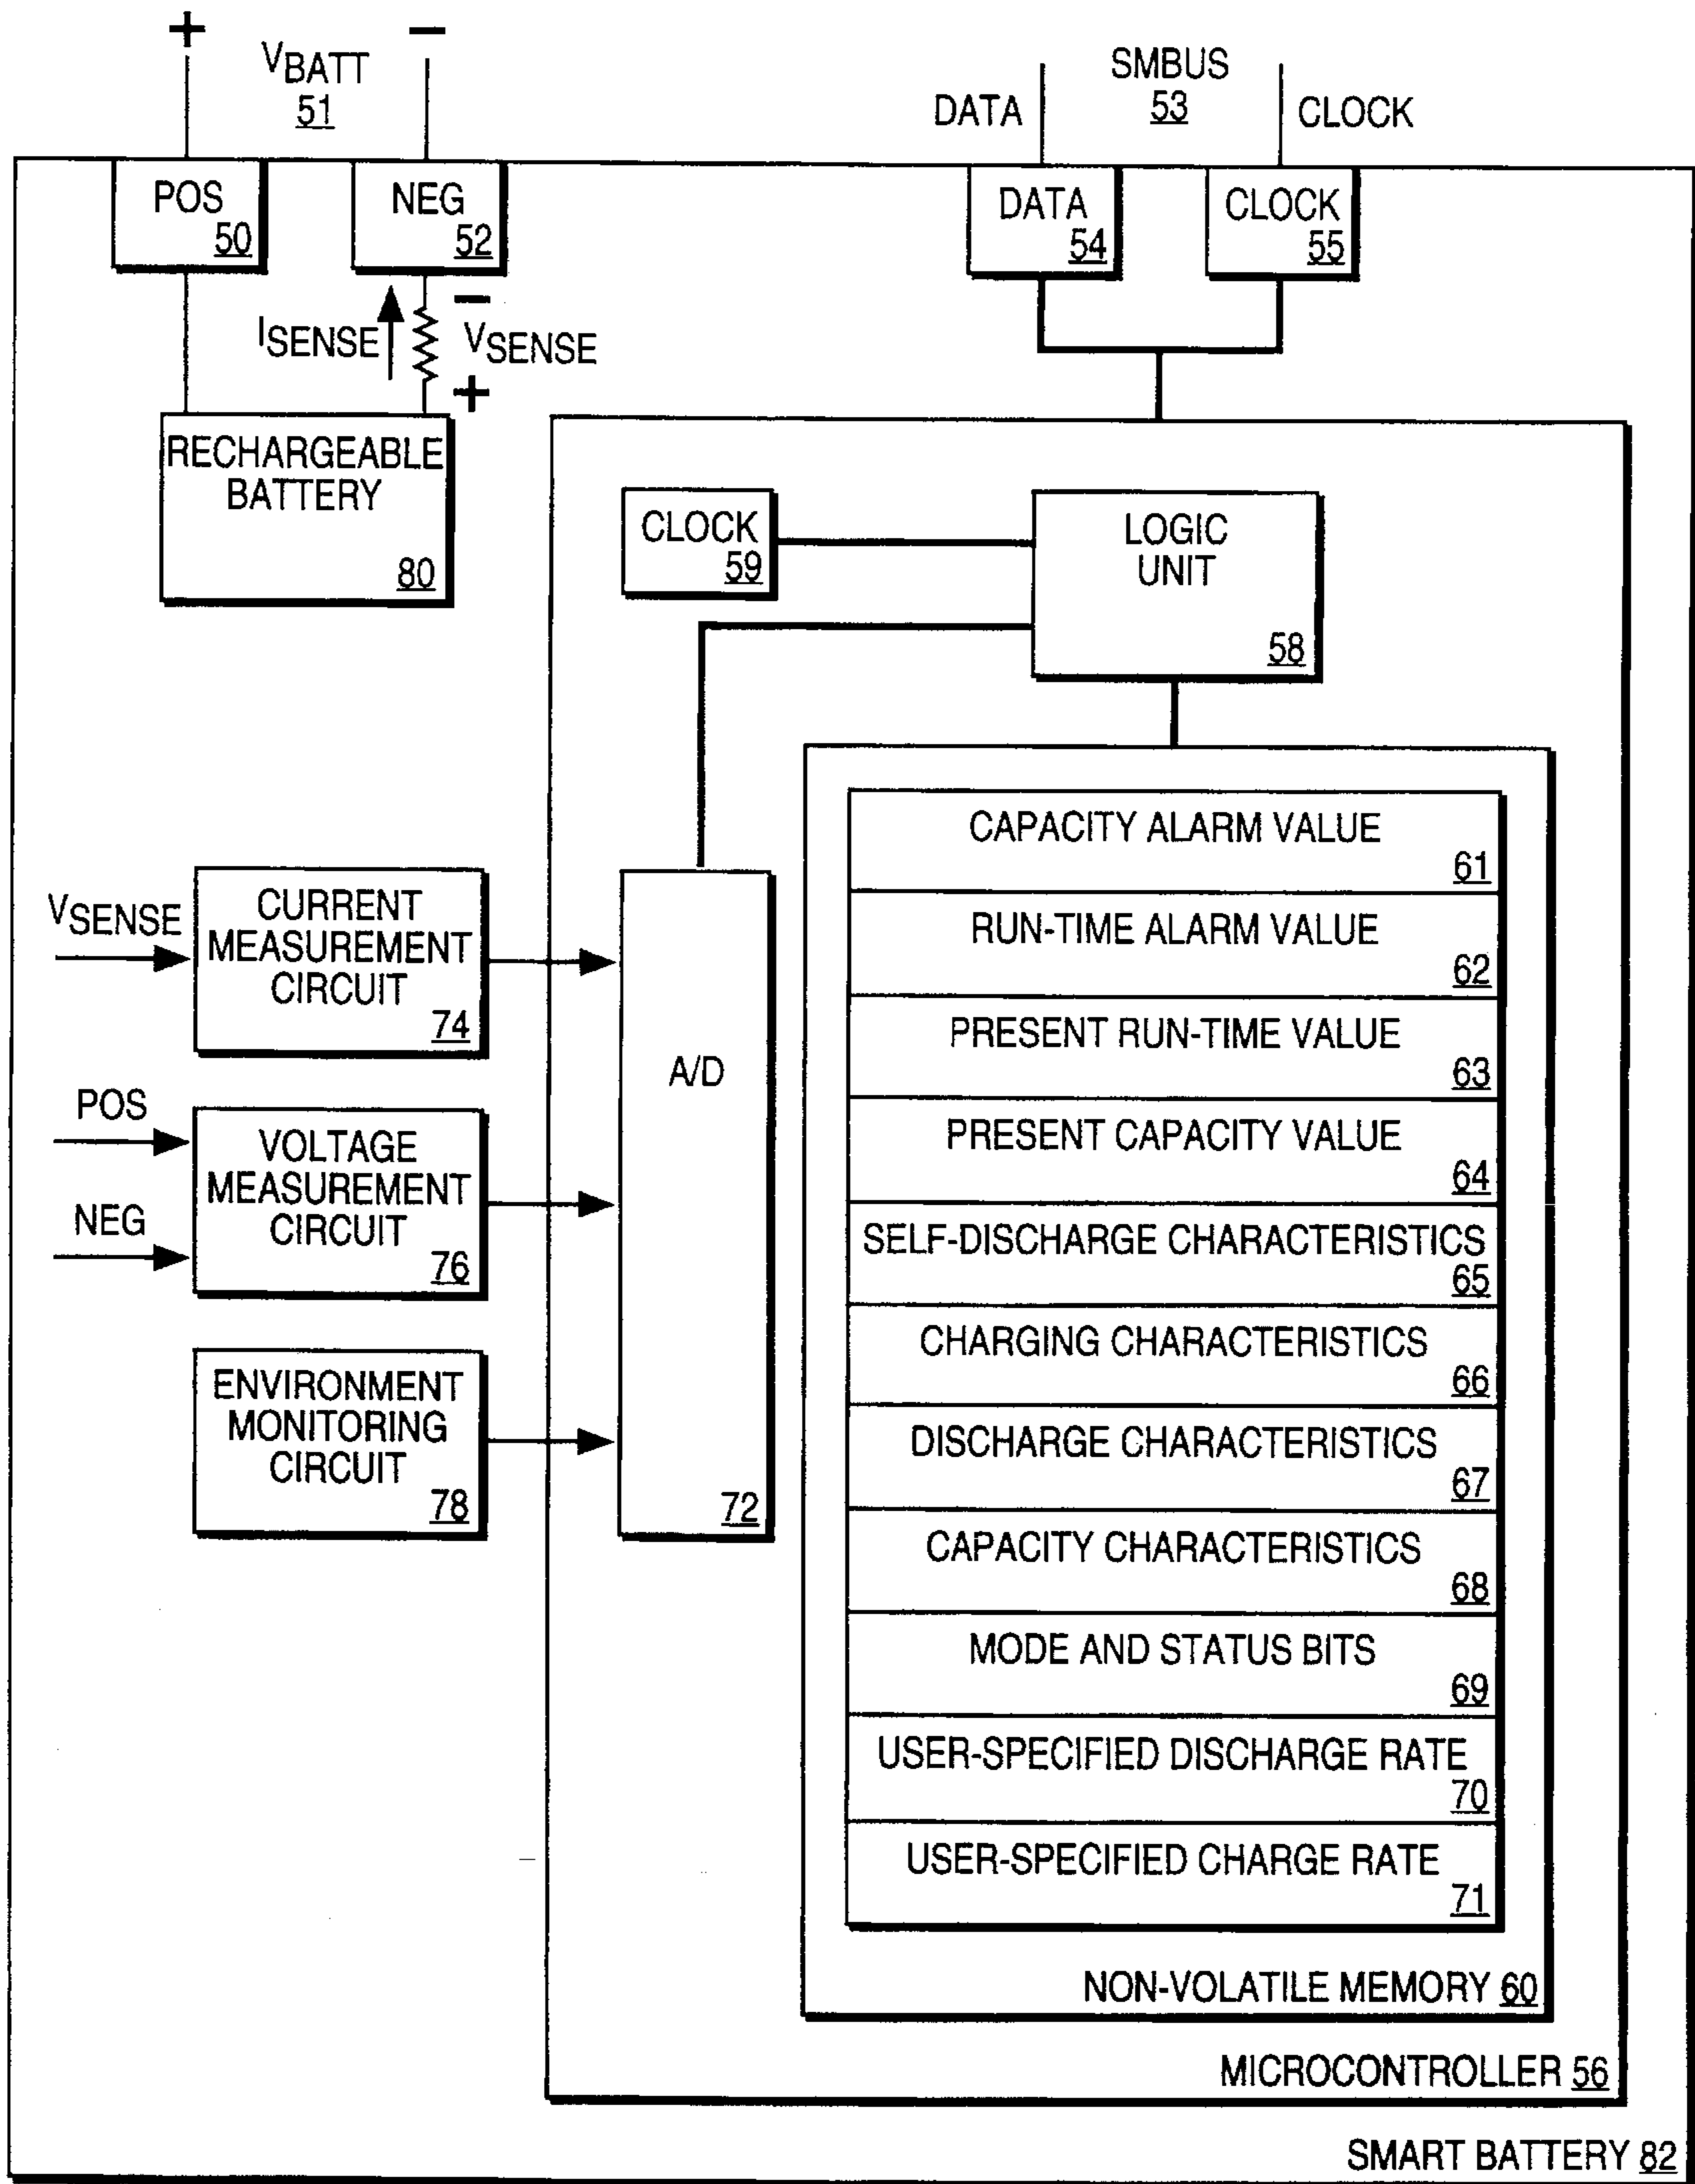 + −
VBATT
51
SMBUS
53
DATA
CLOCK
POS
50
NEG
52
DATA
54
CLOCK
55
ISENSE
−
VSENSE
+
RECHARGEABLE
BATTERY
80
CLOCK
59
LOGIC
UNIT
58
VSENSE
CURRENT
MEASUREMENT
CIRCUIT
74
POS
NEG
VOLTAGE
MEASUREMENT
CIRCUIT
76
ENVIRONMENT
MONITORING
CIRCUIT
78
A/D
72
CAPACITY ALARM VALUE
61
RUN-TIME ALARM VALUE
62
PRESENT RUN-TIME VALUE
63
PRESENT CAPACITY VALUE
64
SELF-DISCHARGE CHARACTERISTICS
65
CHARGING CHARACTERISTICS
66
DISCHARGE CHARACTERISTICS
67
CAPACITY CHARACTERISTICS
68
MODE AND STATUS BITS
69
USER-SPECIFIED DISCHARGE RATE
70
USER-SPECIFIED CHARGE RATE
71
NON-VOLATILE MEMORY 60
MICROCONTROLLER 56
SMART BATTERY 82